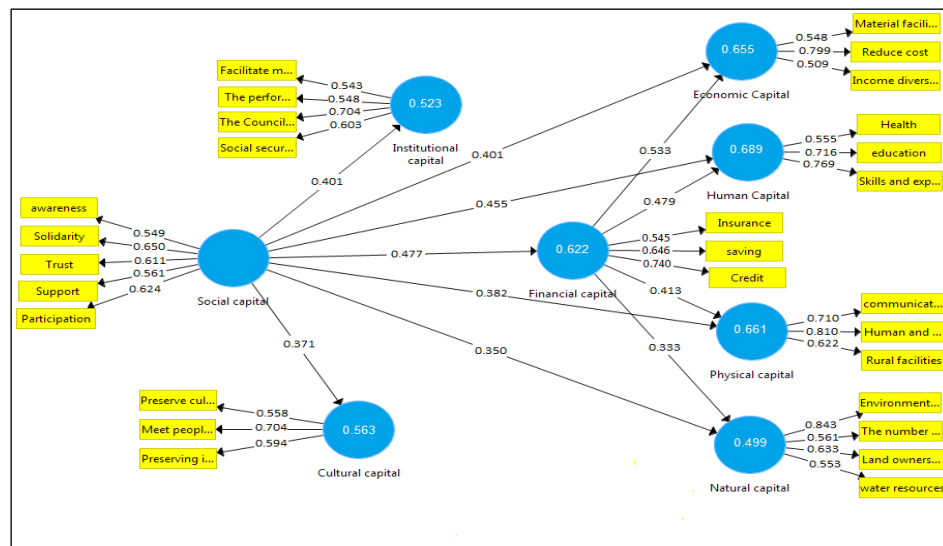 Material facili...
0.548
0.655
0.799
Reduce cost
0.509
Income divers...
Economic Capital
Facilitate m...
0.543
The perfor...
0.548
0.523
The Council...
0.704
Social secur...
0.603
Institutional
capital
0.401
0.401
0.533
Health
0.555
0.689
0.716
education
0.769
Skills and exp...
Human Capital
0.455
0.479
awareness
0.549
Solidarity
0.650
Trust
0.611
Support
0.561
Participation
0.624
Social capital
0.477
0.622
Financial capital
0.545
Insurance
0.646
saving
0.740
Credit
0.382
0.413
0.710
communicat...
0.661
0.810
Human and ...
0.622
Rural facilities
Physical capital
0.371
0.350
0.333
Preserve cul...
0.558
Meet peopl...
0.704
0.563
Preserving i...
0.594
Cultural capital
Environment...
0.843
0.499
0.561
The number ...
0.633
Land owners...
0.553
water resources
Natural capital